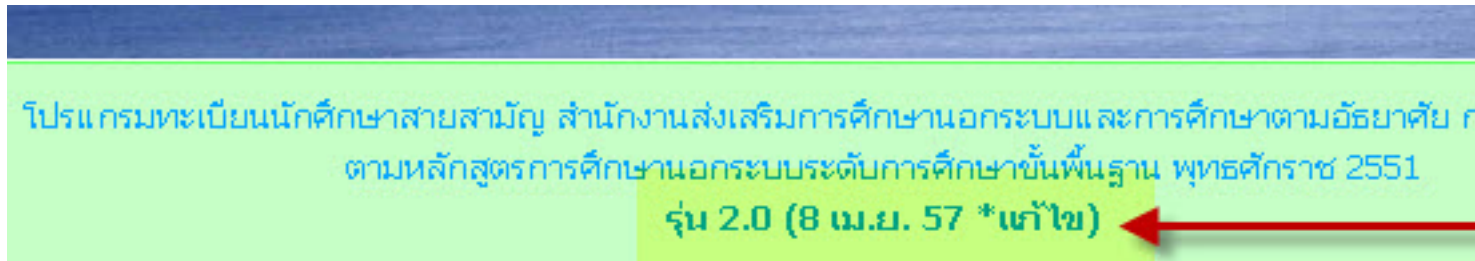 โปรแกรมทะเบียนนักศึกษาสายสามัญ สำนักงานส่งเสริมการศึกษานอกระบบและการศึกษาตามอัธยาศัย ก
ตามหลักสูตรการศึกษานอกระบบระดับการศึกษาขั้นพื้นฐาน พุทธศักราช 2551
รุ่น 2.0 (8 เม.ย. 57 *แก้ไข)